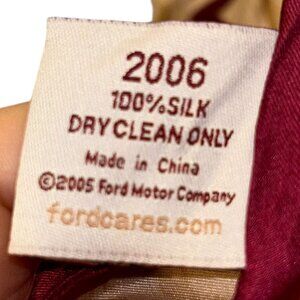 2006
100% SILK
DRY CLEAN ONLY
Made in China
©2005 Ford Motor Company
fordcares.com